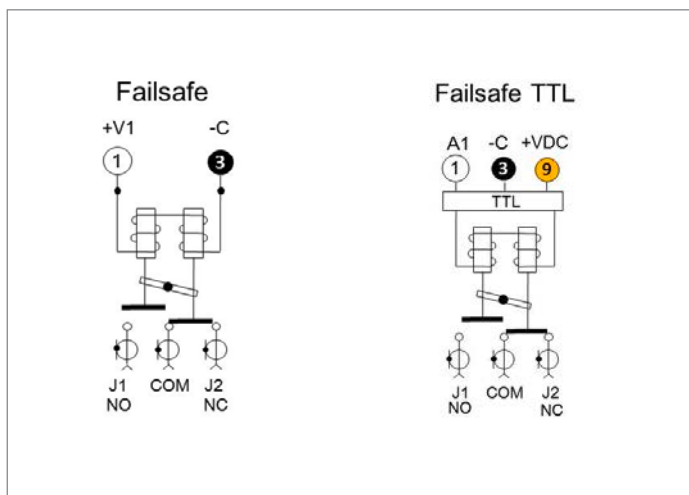 Failsafe
+V1 -C
1 3
J1 COM J2
NO NC
Failsafe TTL
A1 -C +VDC
1 3 9
TTL
J1 COM J2
NO NC